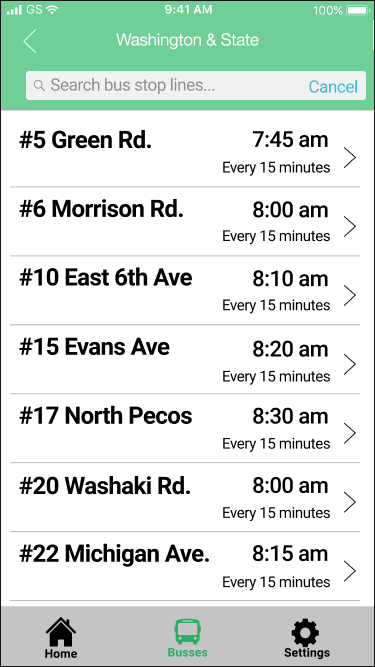 GS 9:41 AM 100%
Washington & State
Search bus stop lines... Cancel
#5 Green Rd. 7:45 am
Every 15 minutes
#6 Morrison Rd. 8:00 am
Every 15 minutes
#10 East 6th Ave 8:10 am
Every 15 minutes
#15 Evans Ave 8:20 am
Every 15 minutes
#17 North Pecos 8:30 am
Every 15 minutes
#20 Washaki Rd. 8:00 am
Every 15 minutes
#22 Michigan Ave. 8:15 am
Every 15 minutes
Home Busses Settings